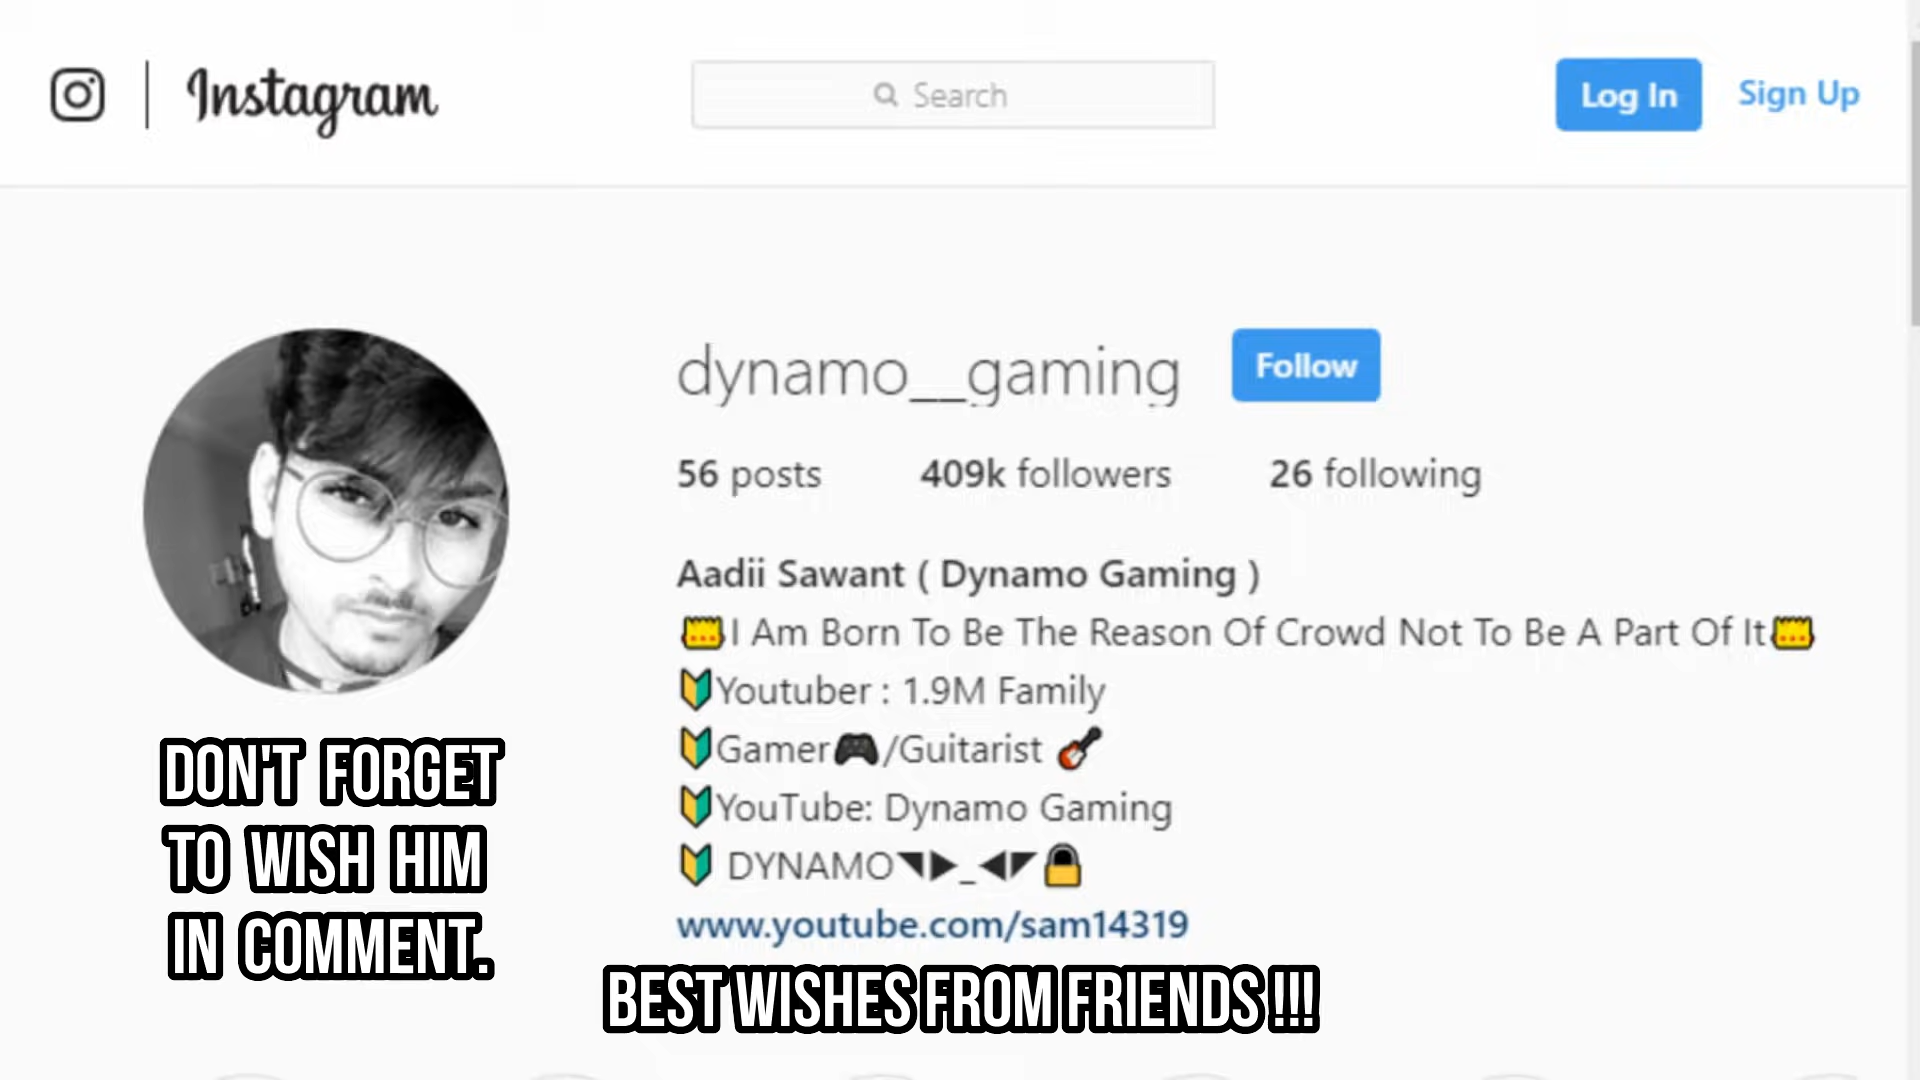 Instagram
Search
Log In
Sign Up
dynamo__gaming
Follow
56 posts 409k followers 26 following
Aadii Sawant ( Dynamo Gaming )
I Am Born To Be The Reason Of Crowd Not To Be A Part Of It
🔰Youtuber : 1.9M Family
🔰Gamer🎮/Guitarist 🎸
🔰YouTube: Dynamo Gaming
🔰 DYNAMO◥▶_◀◤🔒
www.youtube.com/sam14319
DON'T FORGET
TO WISH HIM
IN COMMENT.
BEST WISHES FROM FRIENDS !!!